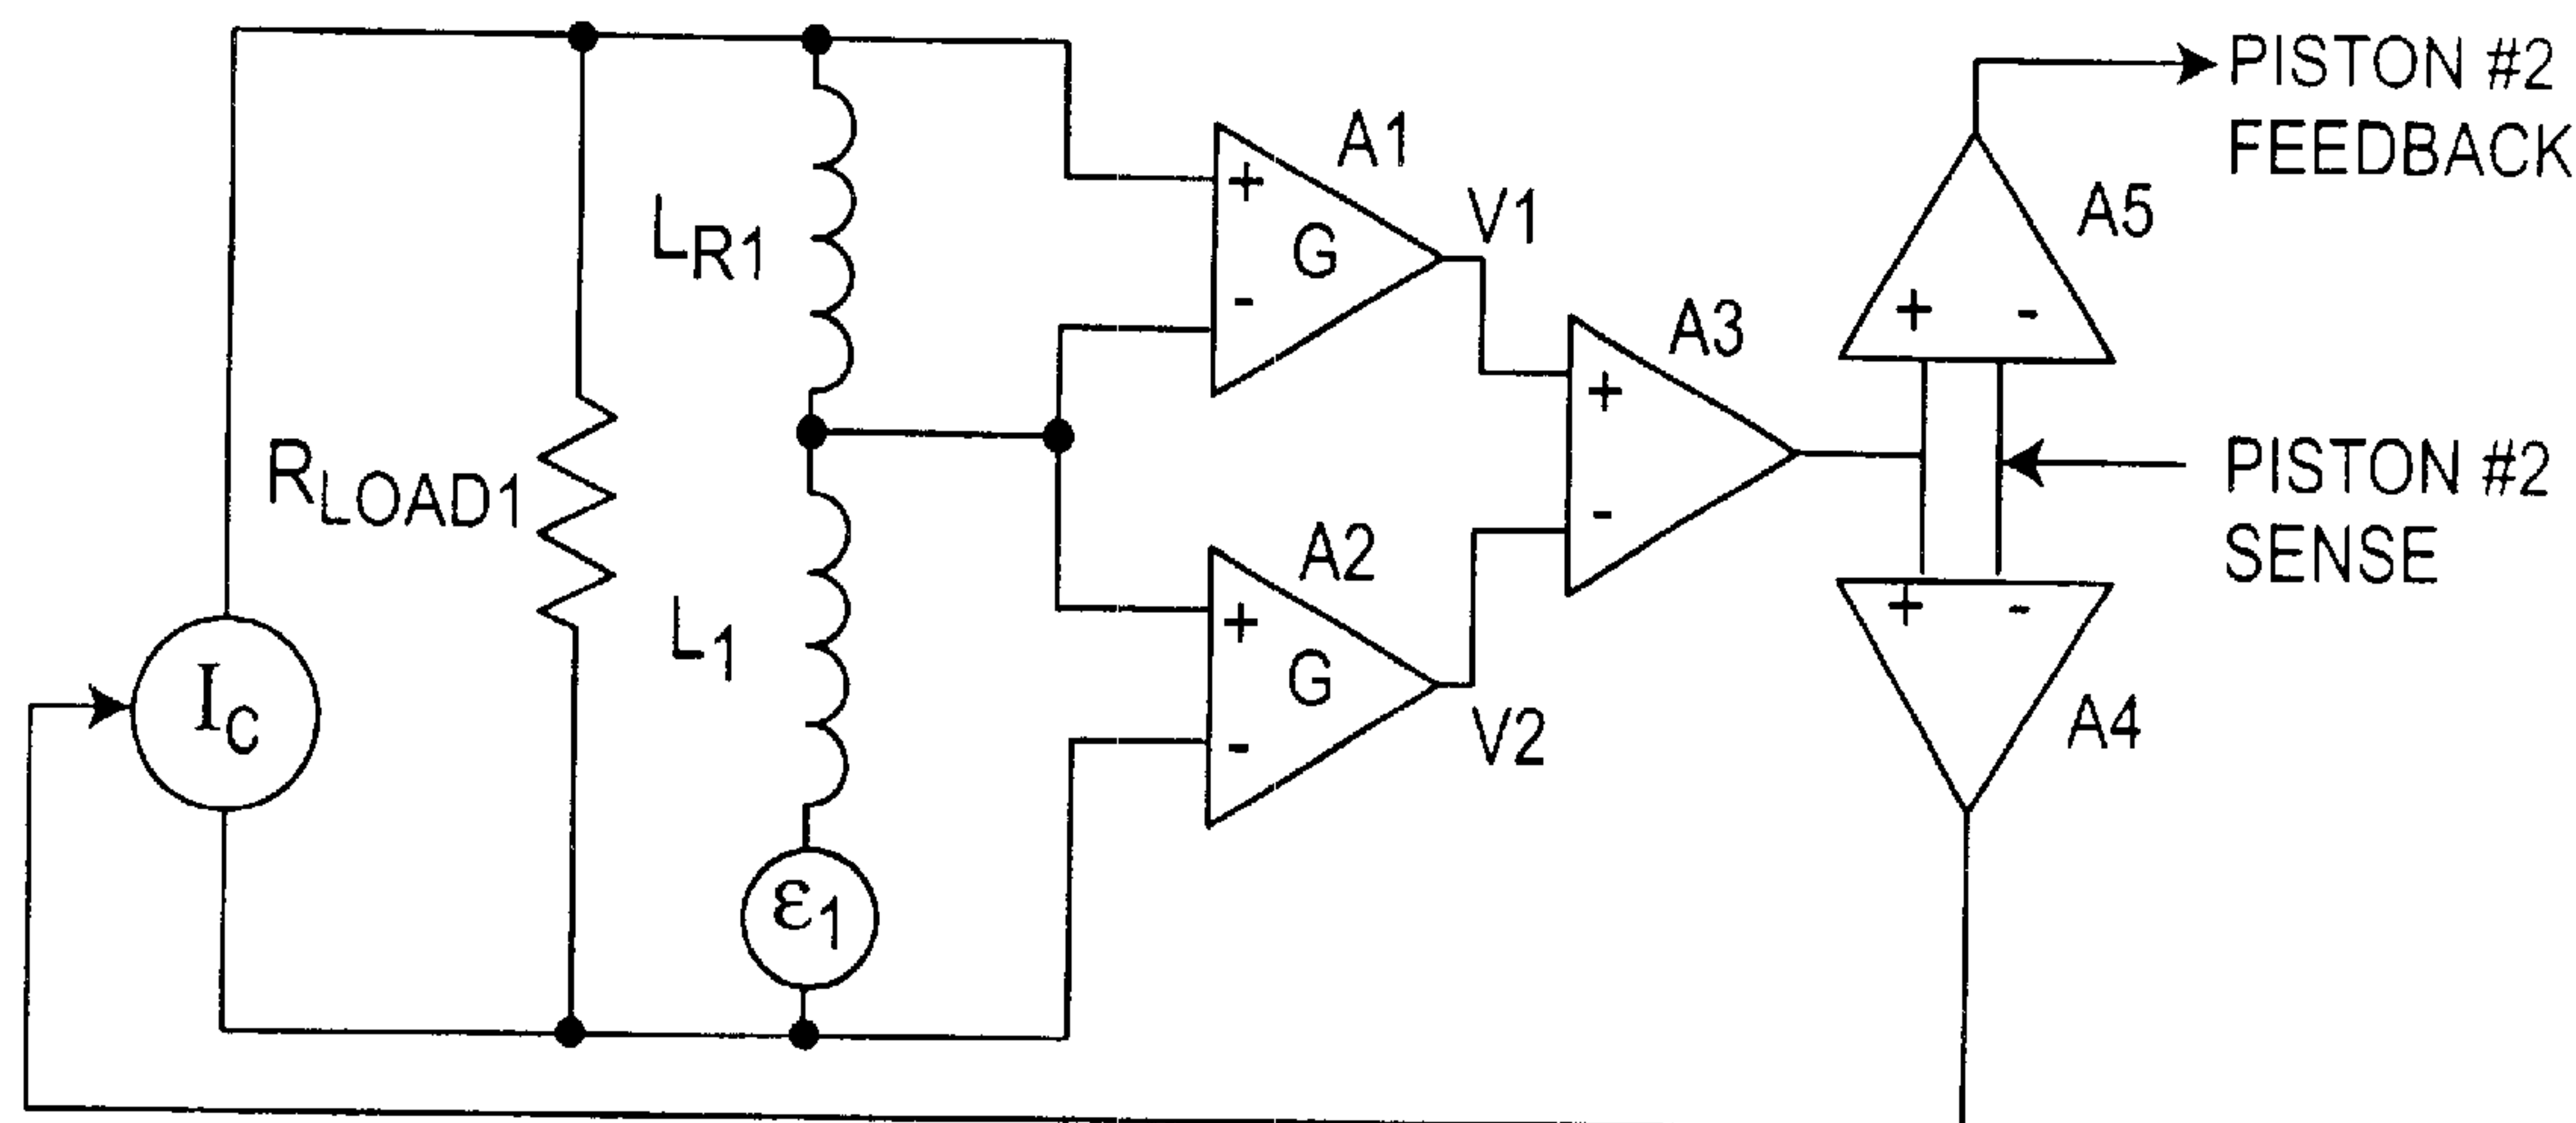 PISTON #2
FEEDBACK
A1
A5
+
G
-
V1
LR1
A3
+
-
+
-
RLOAD1
PISTON #2
SENSE
A2
+
G
-
V2
L1
+
-
A4
IC
ε1